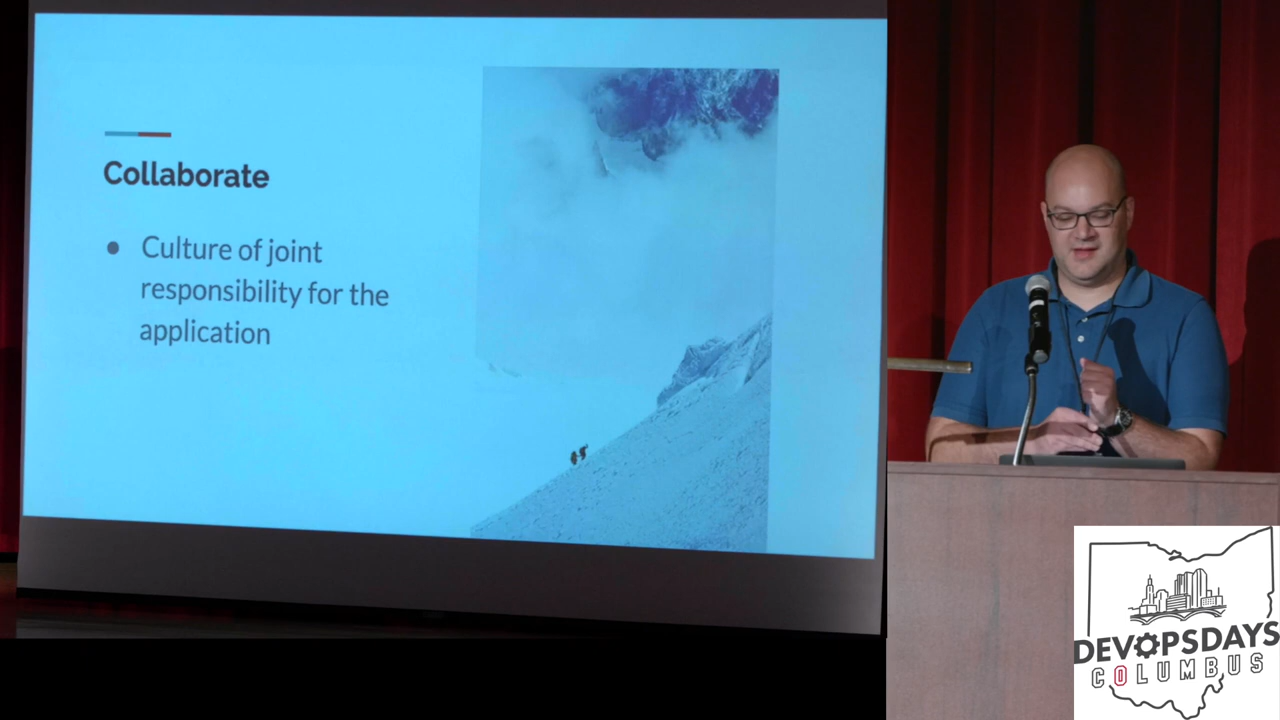 Collaborate
● Culture of joint
responsibility for the
application
DEVOPSDAYS
COLUMBUS